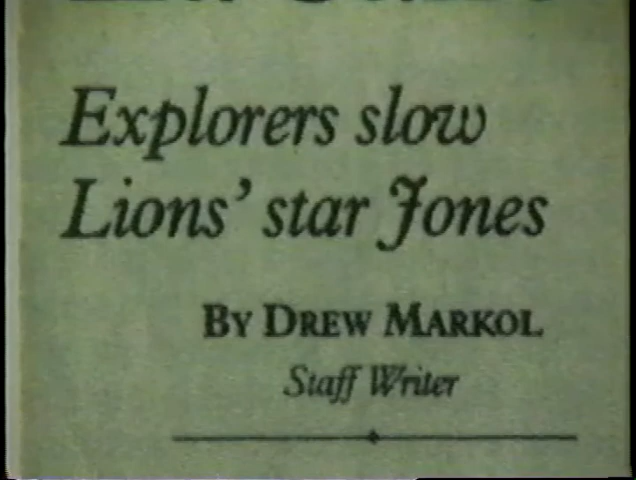 Explorers slow
Lions' star Jones
BY DREW MARKOL
Staff Writer